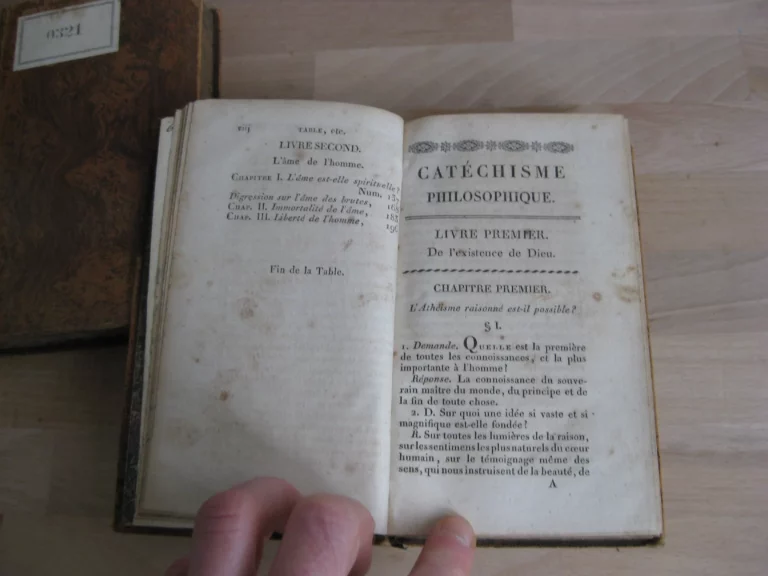 0321
TABLE, etc.
LIVRE SECOND.
L'âme de l'homme.
CHAPITRE I. L'âme est-elle spirituelle?
Num. 137
Digression sur l'âme des brutes,
CHAP. II. Immortalité de l'âme,
CHAP. III. Liberté de l'homme,
Fin de la Table.
CATÉCHISME
PHILOSOPHIQUE.
LIVRE PREMIER.
De l'existence de Dieu.
CHAPITRE PREMIER.
L'Athéisme raisonné est-il possible?
§ I.
1. Demande. QUELLE est la première
de toutes les connoissances, et la plus
importante à l'homme!
Réponse. La connoissance du souve-
rain maître du monde, du principe et de
la fin de toute chose.
2. D. Sur quoi une idée si vaste et si
magnifique est-elle fondée?
R. Sur toutes les lumières de la raison,
sur les sentimens les plus naturels du cœur
humain, sur le témoignage même des
sens, qui nous instruisent de la beauté, de
A